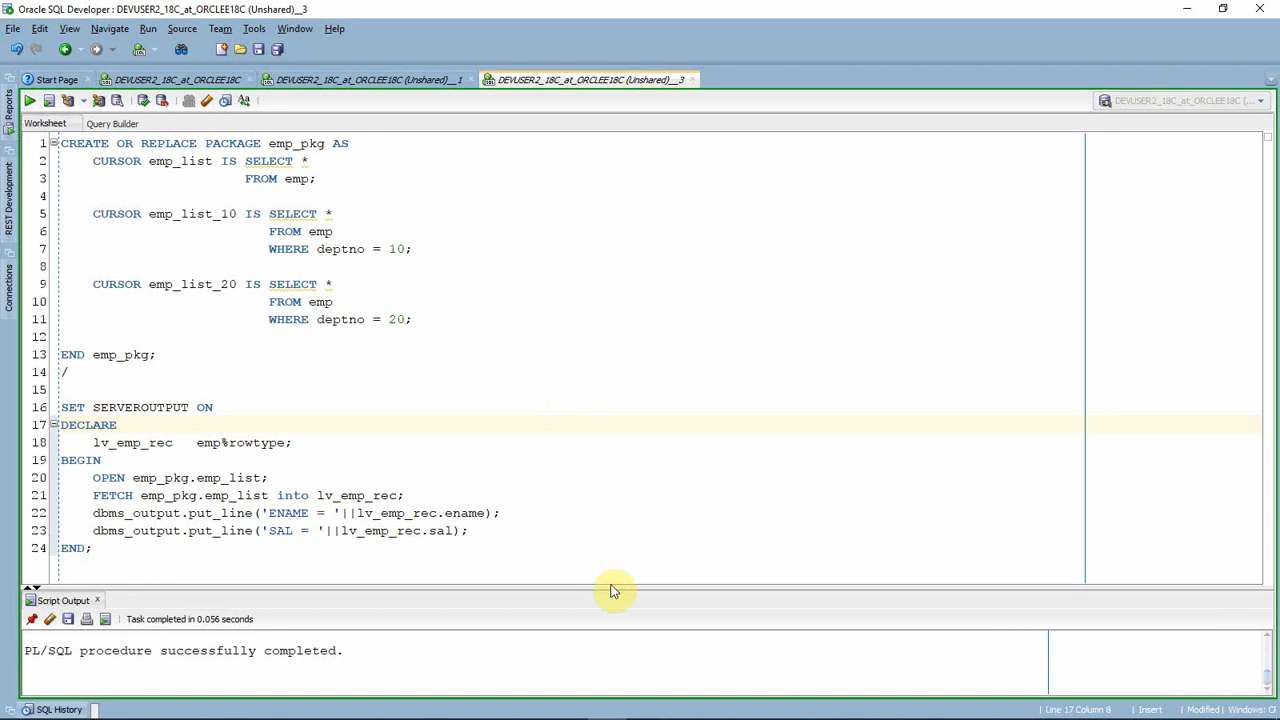 Oracle SQL Developer : DEVUSER2_18C_at_ORCLEE18C (Unshared)__3
File Edit View Navigate Run Source Team Tools Window Help
Start Page DEVUSER2_18C_at_ORCLEE18C DEVUSER2_18C_at_ORCLEE18C (Unshared)__1 DEVUSER2_18C_at_ORCLEE18C (Unshared)__3
DEVUSER2_18C_at_ORCLEE18C (...
Worksheet Query Builder
Reports
REST Development
Connections
1 CREATE OR REPLACE PACKAGE emp_pkg AS
2 CURSOR emp_list IS SELECT *
3 FROM emp;
4
5 CURSOR emp_list_10 IS SELECT *
6 FROM emp
7 WHERE deptno = 10;
8
9 CURSOR emp_list_20 IS SELECT *
10 FROM emp
11 WHERE deptno = 20;
12
13 END emp_pkg;
14 /
15
16 SET SERVEROUTPUT ON
17 DECLARE
18 lv_emp_rec emp%rowtype;
19 BEGIN
20 OPEN emp_pkg.emp_list;
21 FETCH emp_pkg.emp_list into lv_emp_rec;
22 dbms_output.put_line('ENAME = '||lv_emp_rec.ename);
23 dbms_output.put_line('SAL = '||lv_emp_rec.sal);
24 END;
Script Output
Task completed in 0.056 seconds
PL/SQL procedure successfully completed.
SQL History
Line 17 Column 8 Insert Modified Windows: Cl